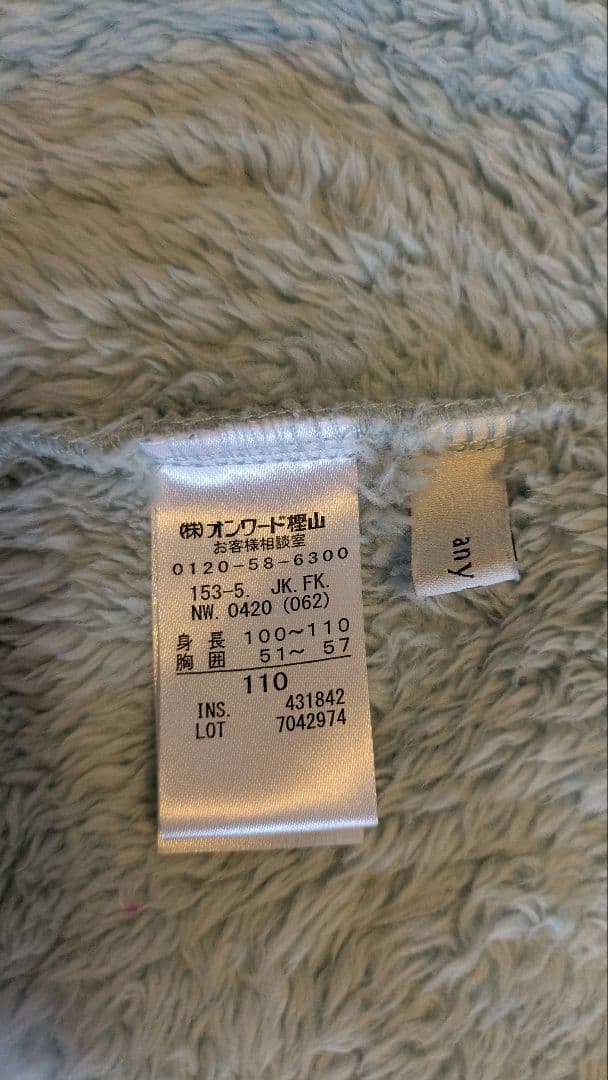 ㈱オンワード樫山
お客様相談室
0120-58-6300
153-5. JK.FK.
NW. 0420 (062)
身長 100〜110
胸囲 51〜 57
110
INS. 431842
LOT 7042974
any